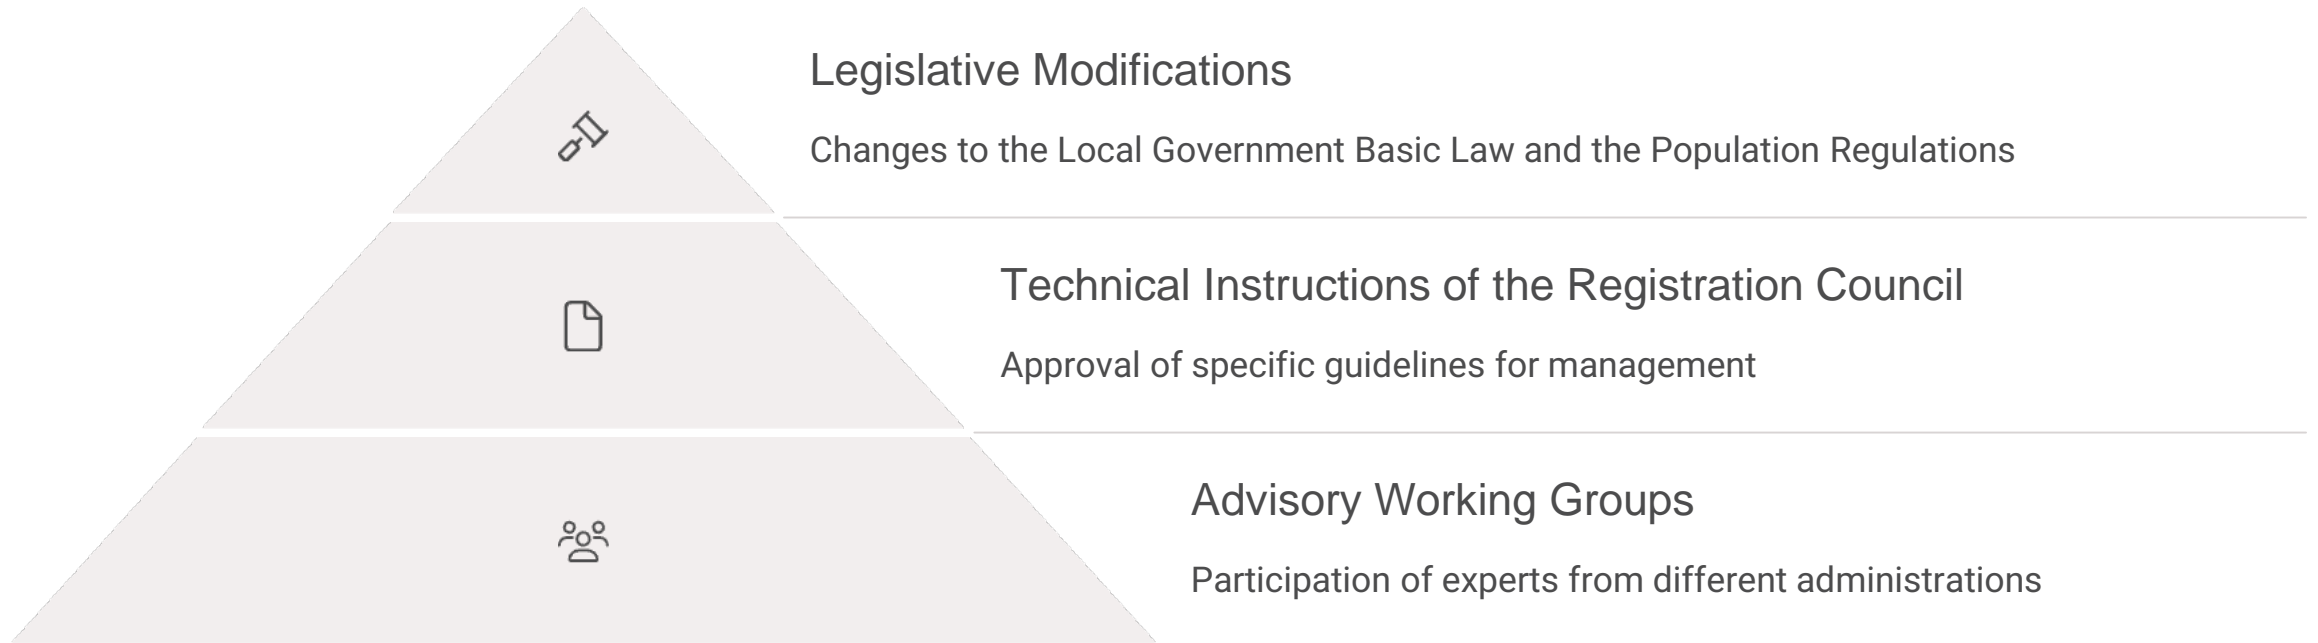 Legislative Modifications
Changes to the Local Government Basic Law and the Population Regulations
Technical Instructions of the Registration Council
Approval of specific guidelines for management
Advisory Working Groups
Participation of experts from different administrations